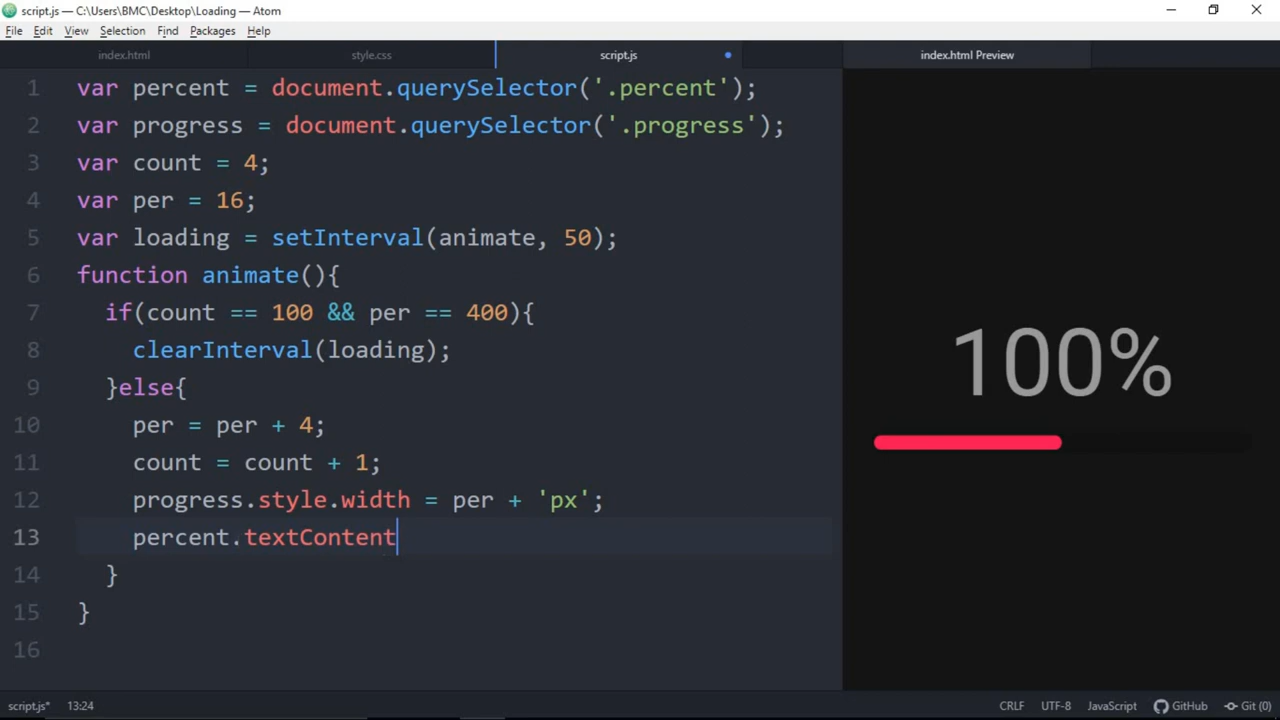 script.js — C:\Users\BMC\Desktop\Loading — Atom
File Edit View Selection Find Packages Help
index.html style.css script.js index.html Preview
1 var percent = document.querySelector('.percent');
2 var progress = document.querySelector('.progress');
3 var count = 4;
4 var per = 16;
5 var loading = setInterval(animate, 50);
6 function animate(){
7 if(count == 100 && per == 400){
8 clearInterval(loading);
9 }else{
10 per = per + 4;
11 count = count + 1;
12 progress.style.width = per + 'px';
13 percent.textContent
14 }
15 }
16
100%
script.js* 13:24 CRLF UTF-8 JavaScript GitHub Git (0)